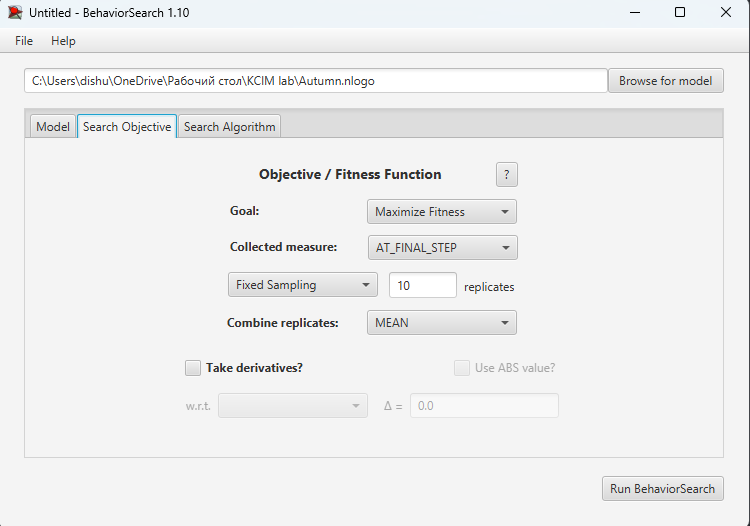 Untitled - BehaviorSearch 1.10
File Help
C:\Users\dishu\OneDrive\Рабочий стол\KCIM lab\Autumn.nlogo Browse for model
Model Search Objective Search Algorithm
Objective / Fitness Function ?
Goal: Maximize Fitness
Collected measure: AT_FINAL_STEP
Fixed Sampling 10 replicates
Combine replicates: MEAN
Take derivatives? Use ABS value?
w.r.t. Δ = 0.0
Run BehaviorSearch